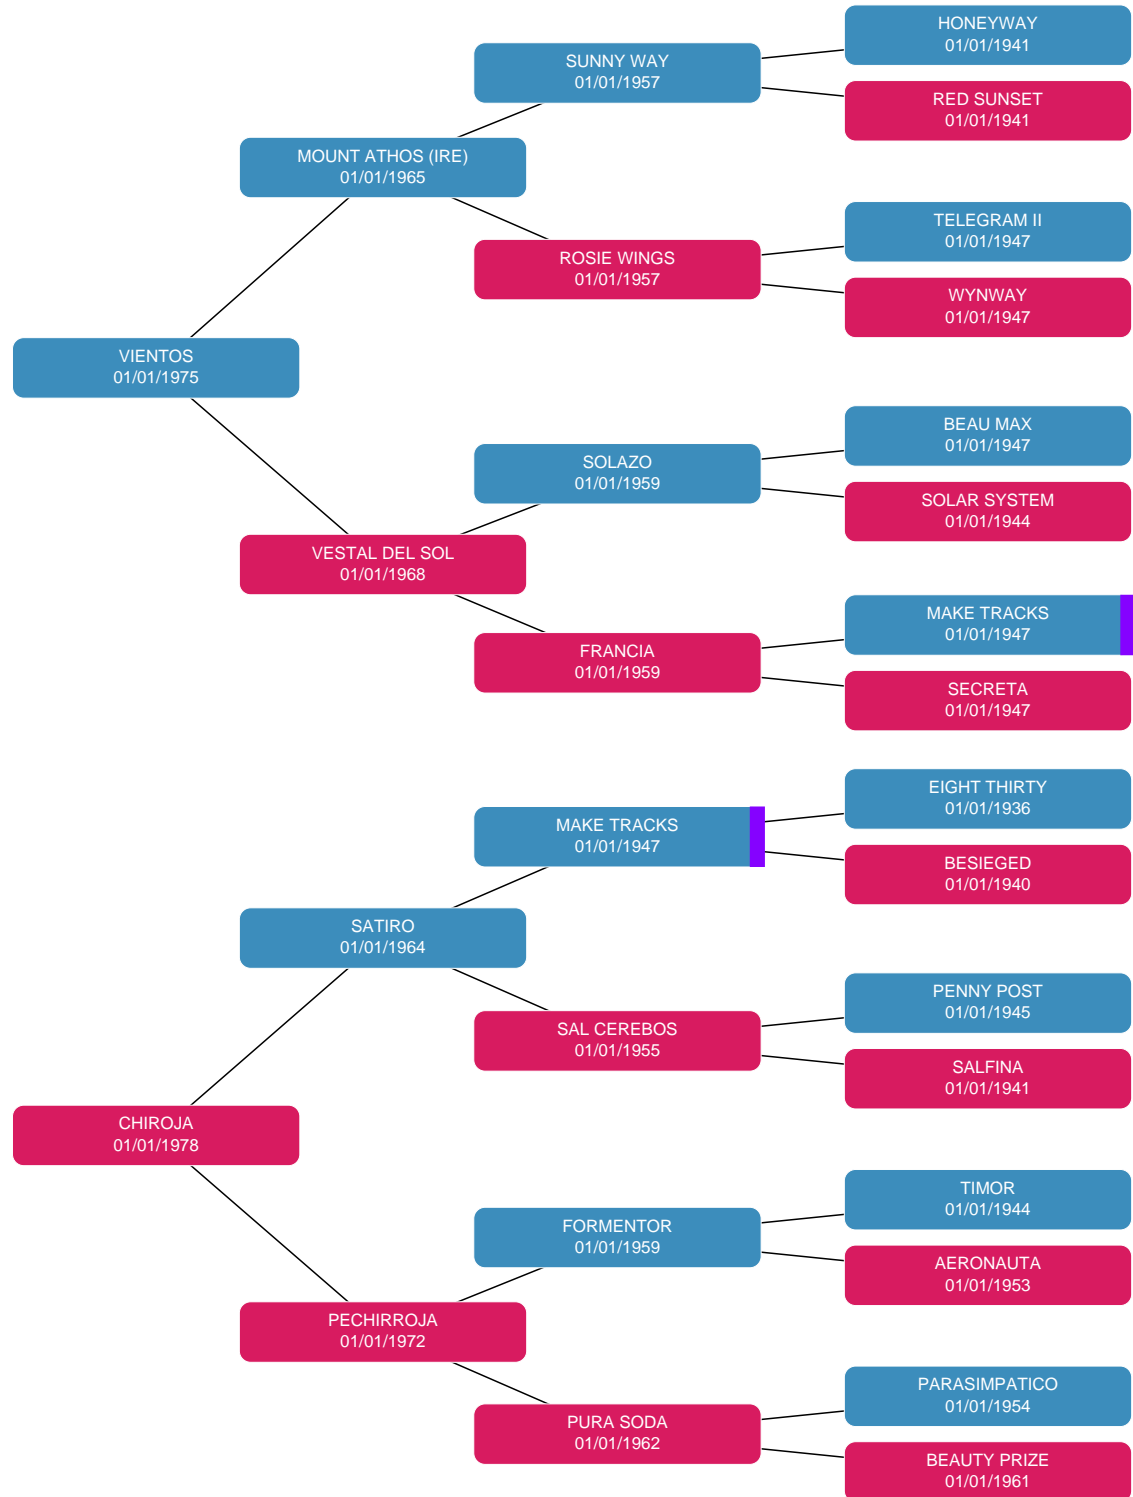 HONEYWAY
01/01/1941
SUNNY WAY
01/01/1957
RED SUNSET
01/01/1941
MOUNT ATHOS (IRE)
01/01/1965
TELEGRAM II
01/01/1947
ROSIE WINGS
01/01/1957
WYNWAY
01/01/1947
VIENTOS
01/01/1975
BEAU MAX
01/01/1947
SOLAZO
01/01/1959
SOLAR SYSTEM
01/01/1944
VESTAL DEL SOL
01/01/1968
MAKE TRACKS
01/01/1947
FRANCIA
01/01/1959
SECRETA
01/01/1947
EIGHT THIRTY
01/01/1936
MAKE TRACKS
01/01/1947
BESIEGED
01/01/1940
SATIRO
01/01/1964
PENNY POST
01/01/1945
SAL CEREBOS
01/01/1955
SALFINA
01/01/1941
CHIROJA
01/01/1978
TIMOR
01/01/1944
FORMENTOR
01/01/1959
AERONAUTA
01/01/1953
PECHIRROJA
01/01/1972
PARASIMPATICO
01/01/1954
PURA SODA
01/01/1962
BEAUTY PRIZE
01/01/1961